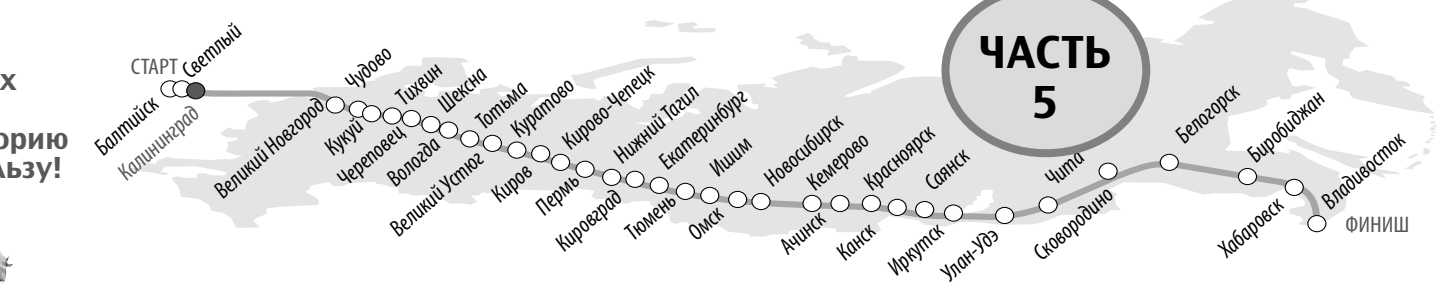 х
орию
льзу!
СТАРТ
Балтийск
Светлый
Калининград
Великий Новгород
Чудово
Кукуй
Тихвин
Череповец
Шексна
Вологда
Тотьма
Великий Устюг
Куратово
Киров
Кирово-Чепецк
Пермь
Нижний Тагил
Кировград
Екатеринбург
Тюмень
Ишим
Омск
Новосибирск
Кемерово
Ачинск
Красноярск
Канск
Саянск
Иркутск
Улан-Удэ
Чита
Сковородино
Белогорск
Биробиджан
Хабаровск
Владивосток
ФИНИШ
ЧАСТЬ
5